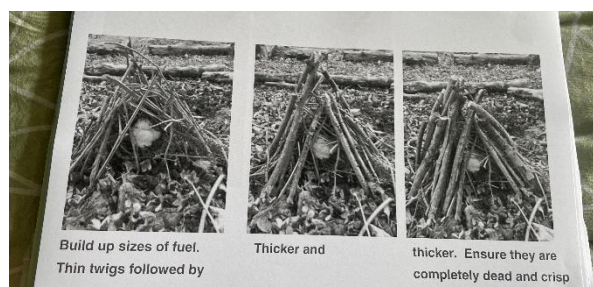 Build up sizes of fuel.
Thin twigs followed by
Thicker and
thicker. Ensure they are
completely dead and crisp